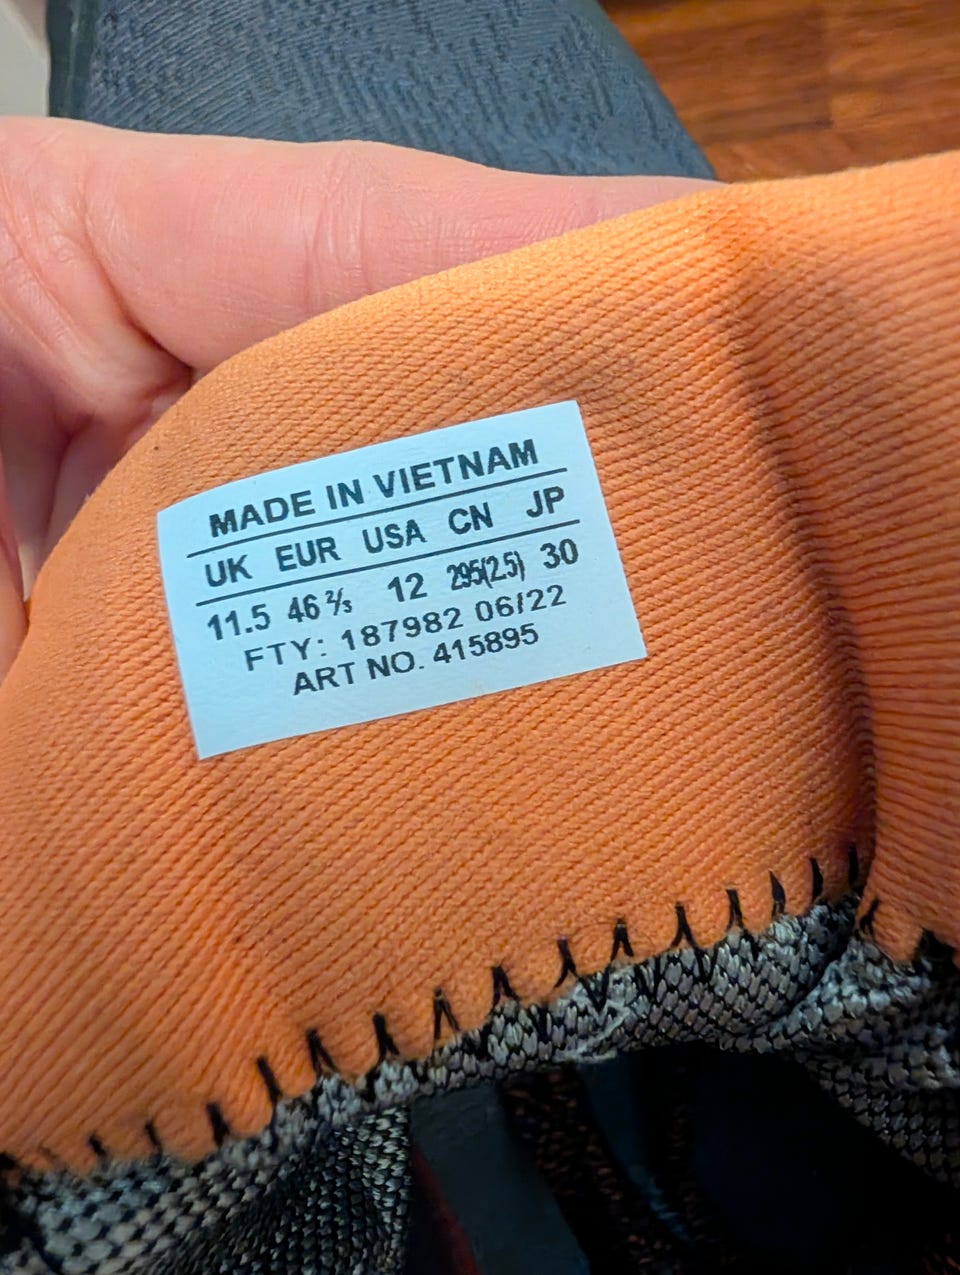 MADE IN VIETNAM
UK EUR USA CN JP
11.5 46 ⅔ 12 295(2.5) 30
FTY: 187982 06/22
ART NO. 415895